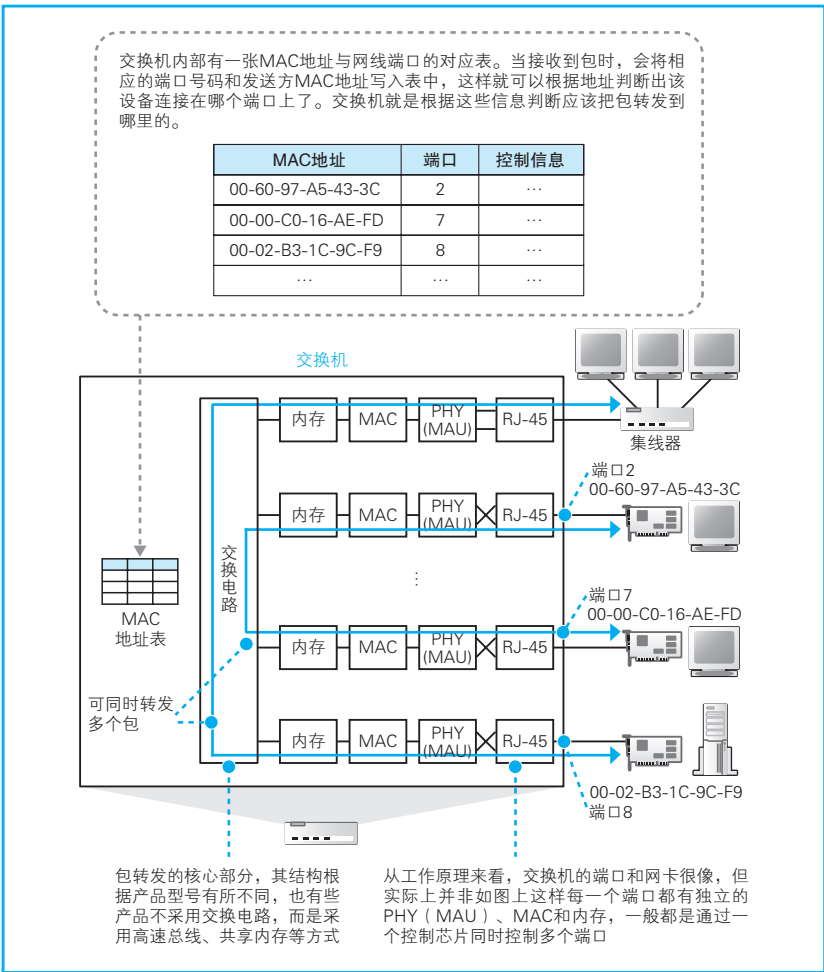 交换机内部有一张MAC地址与网线端口的对应表。当接收到包时，会将相
应的端口号码和发送方MAC地址写入表中，这样就可以根据地址判断出该
设备连接在哪个端口上了。交换机就是根据这些信息判断应该把包转发到
哪里的。
MAC地址 端口 控制信息
00-60-97-A5-43-3C 2 …
00-00-C0-16-AE-FD 7 …
00-02-B3-1C-9C-F9 8 …
… … …
交换机
内存 MAC PHY RJ-45
(MAU)
集线器
端口2
00-60-97-A5-43-3C
内存 MAC PHY RJ-45
(MAU)
交换电路
…
MAC
地址表
端口7
00-00-C0-16-AE-FD
内存 MAC PHY RJ-45
(MAU)
可同时转发
多个包
内存 MAC PHY RJ-45
(MAU)
00-02-B3-1C-9C-F9
端口8
包转发的核心部分，其结构根
据产品型号有所不同，也有些
产品不采用交换电路，而是采
用高速总线、共享内存等方式
从工作原理来看，交换机的端口和网卡很像，但
实际上并非如图上这样每一个端口都有独立的
PHY（MAU）、MAC和内存，一般都是通过一
个控制芯片同时控制多个端口